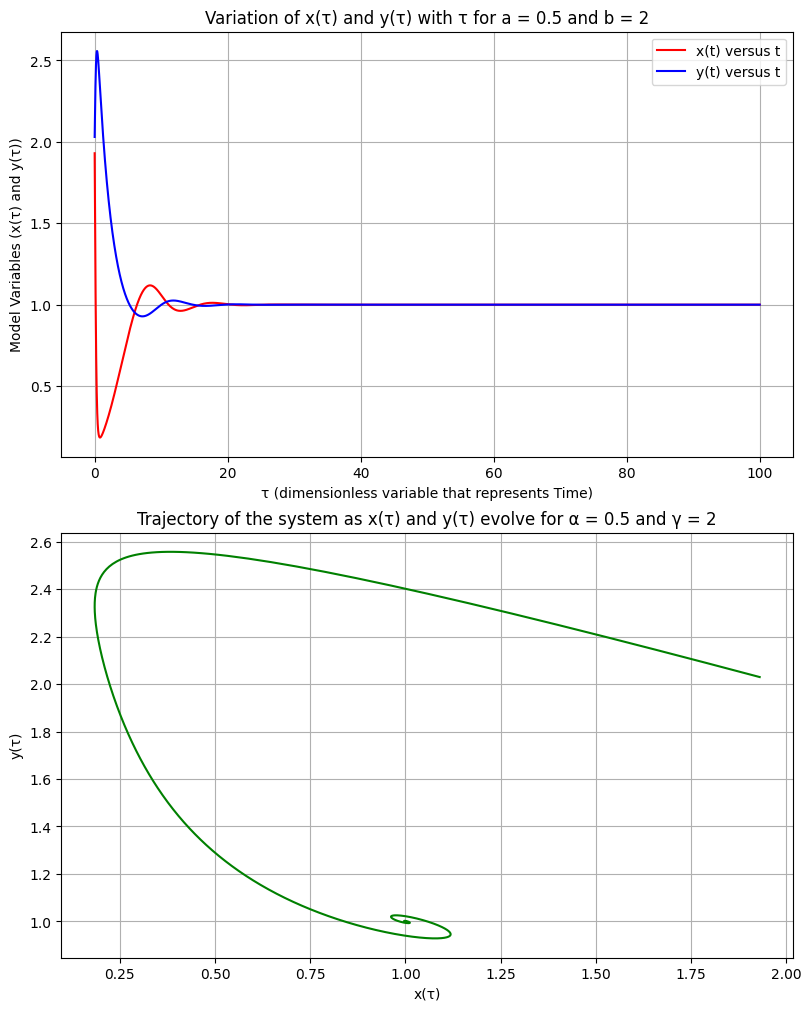 Variation of x(τ) and y(τ) with τ for a = 0.5 and b = 2
x(t) versus t
y(t) versus t
Model Variables (x(τ) and y(τ))
2.5
2.0
1.5
1.0
0.5
0 20 40 60 80 100
τ (dimensionless variable that represents Time)
Trajectory of the system as x(τ) and y(τ) evolve for α = 0.5 and γ = 2
y(τ)
2.6
2.4
2.2
2.0
1.8
1.6
1.4
1.2
1.0
0.25 0.50 0.75 1.00 1.25 1.50 1.75 2.00
x(τ)